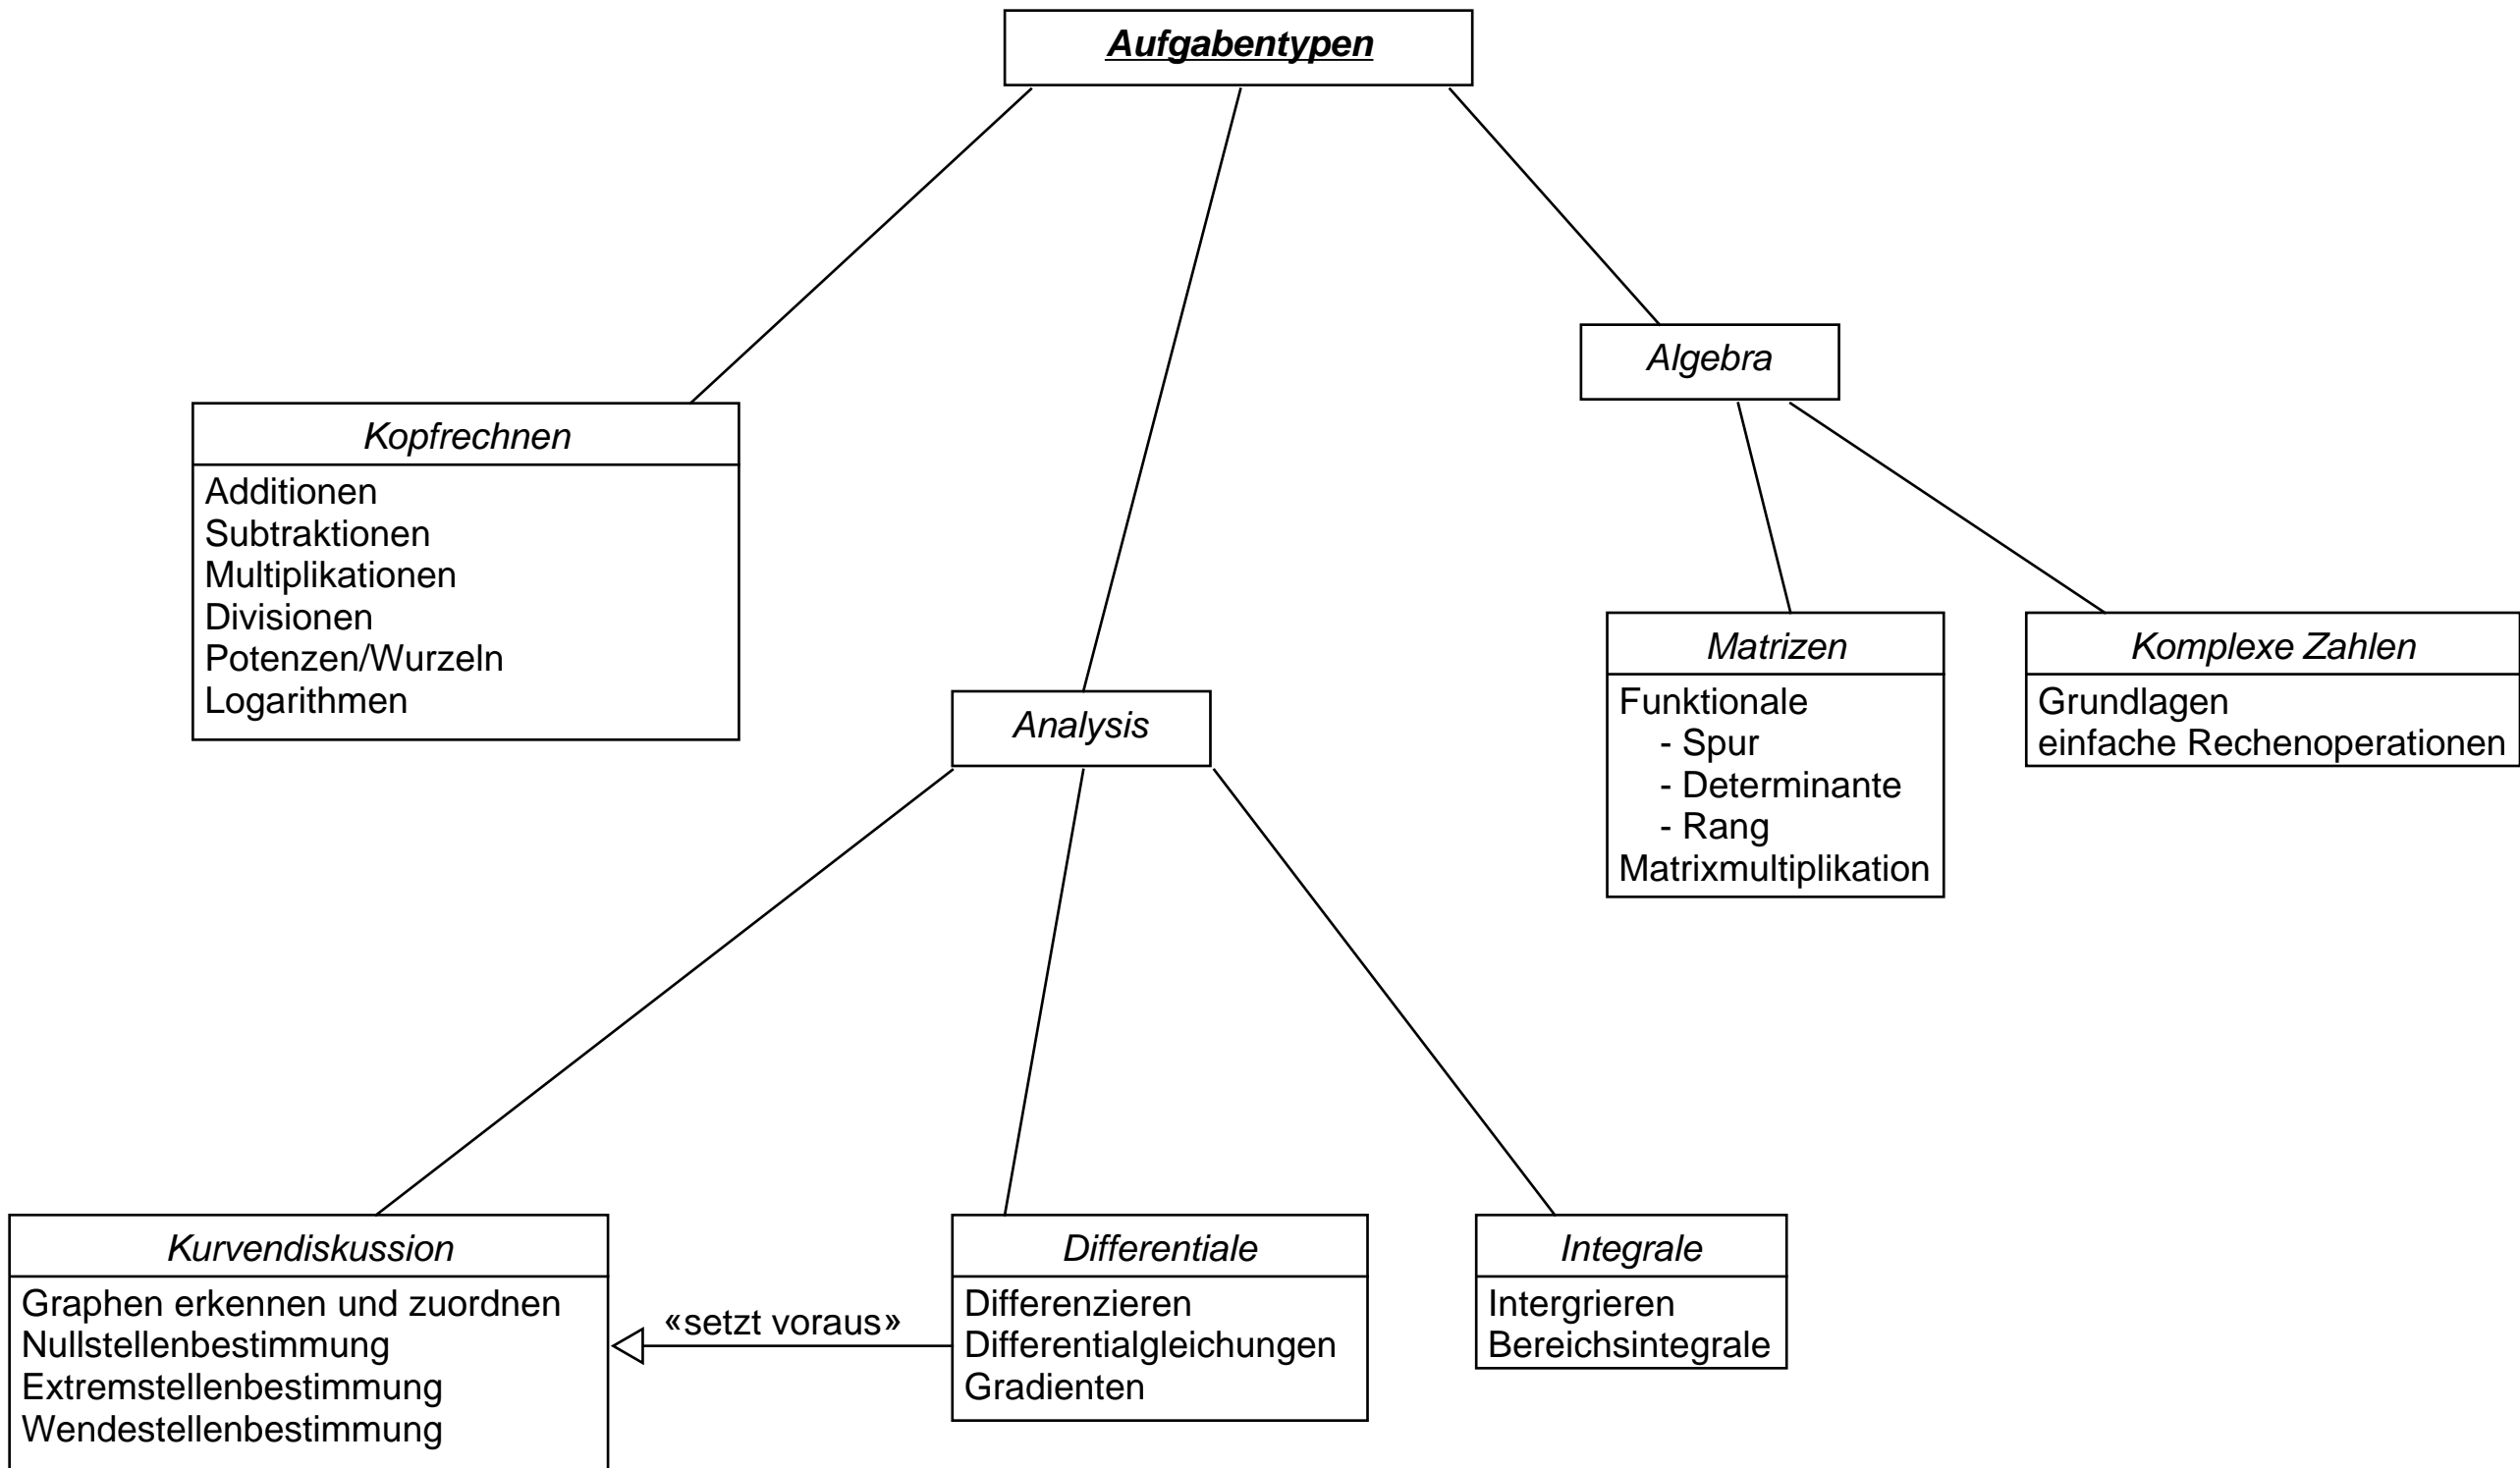 Aufgabentypen
Algebra
Kopfrechnen
Additionen
Subtraktionen
Multiplikationen
Divisionen
Potenzen/Wurzeln
Logarithmen
Matrizen
Funktionale
- Spur
- Determinante
- Rang
Matrixmultiplikation
Komplexe Zahlen
Grundlagen
einfache Rechenoperationen
Analysis
Kurvendiskussion
Graphen erkennen und zuordnen
Nullstellenbestimmung
Extremstellenbestimmung
Wendestellenbestimmung
«setzt voraus»
Differentiale
Differenzieren
Differentialgleichungen
Gradienten
Integrale
Intergrieren
Bereichsintegrale